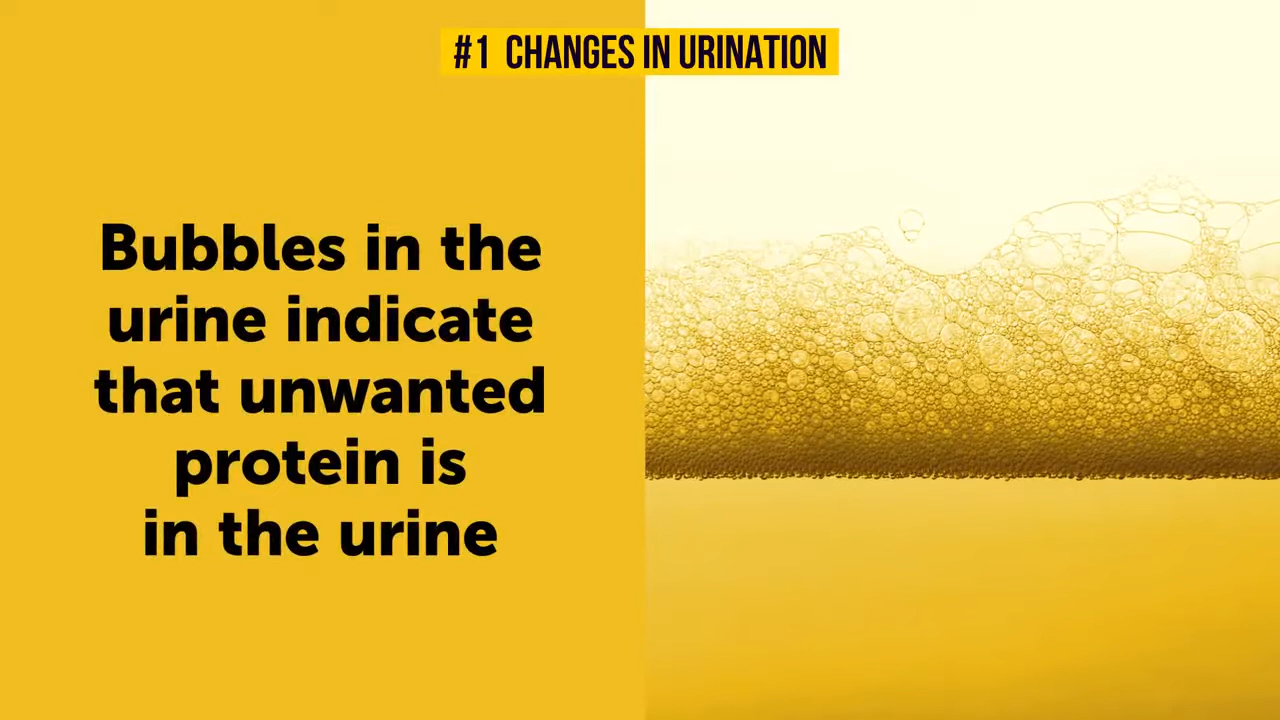 #1 CHANGES IN URINATION
Bubbles in the
urine indicate
that unwanted
protein is
in the urine